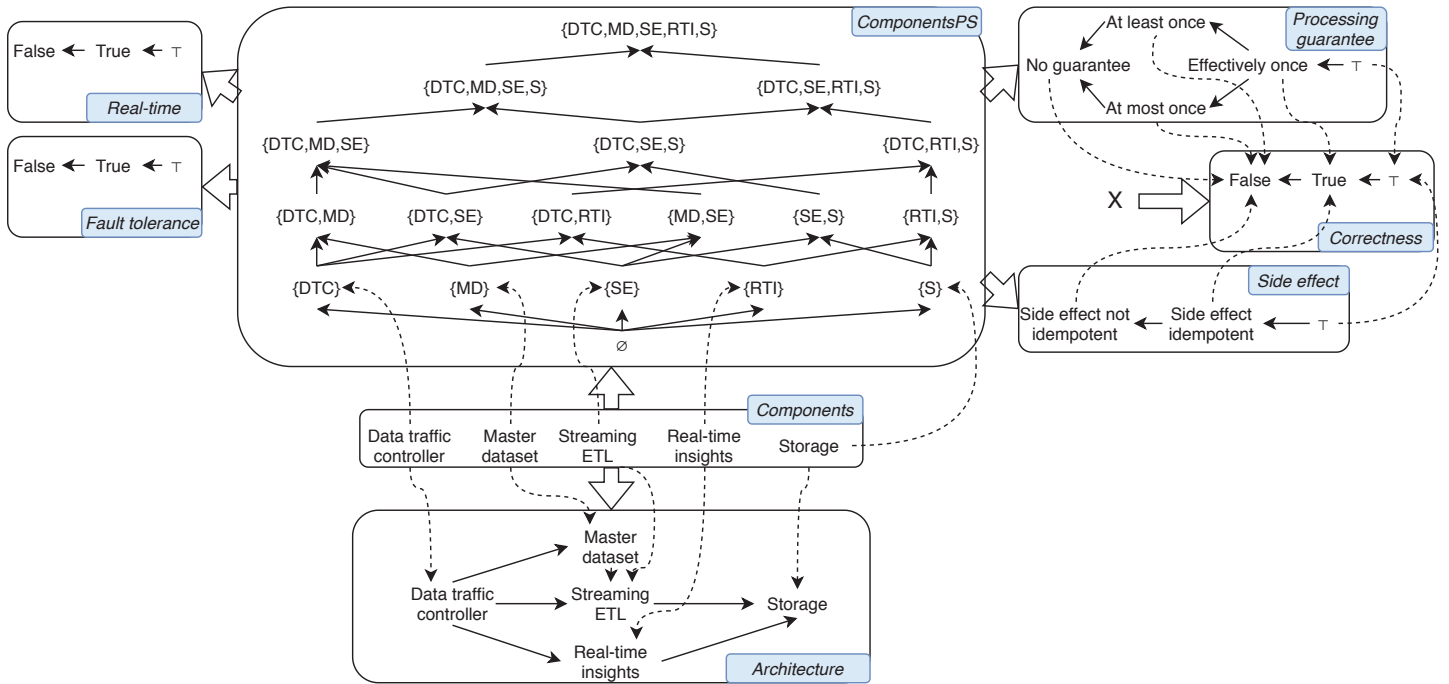 False True ⊤
Real-time
False True ⊤
Fault tolerance
ComponentsPS
{DTC,MD,SE,RTI,S}
{DTC,MD,SE,S} {DTC,SE,RTI,S}
{DTC,MD,SE} {DTC,SE,S} {DTC,RTI,S}
{DTC,MD} {DTC,SE} {DTC,RTI} {MD,SE} {SE,S} {RTI,S}
{DTC} {MD} {SE} {RTI} {S}
∅
Processing
guarantee
At least once
No guarantee Effectively once ⊤
At most once
X
False True ⊤
Correctness
Side effect
Side effect not
idempotent
Side effect
idempotent
⊤
Components
Data traffic
controller
Master
dataset
Streaming
ETL
Real-time
insights
Storage
Master
dataset
Data traffic
controller
Streaming
ETL
Storage
Real-time
insights
Architecture